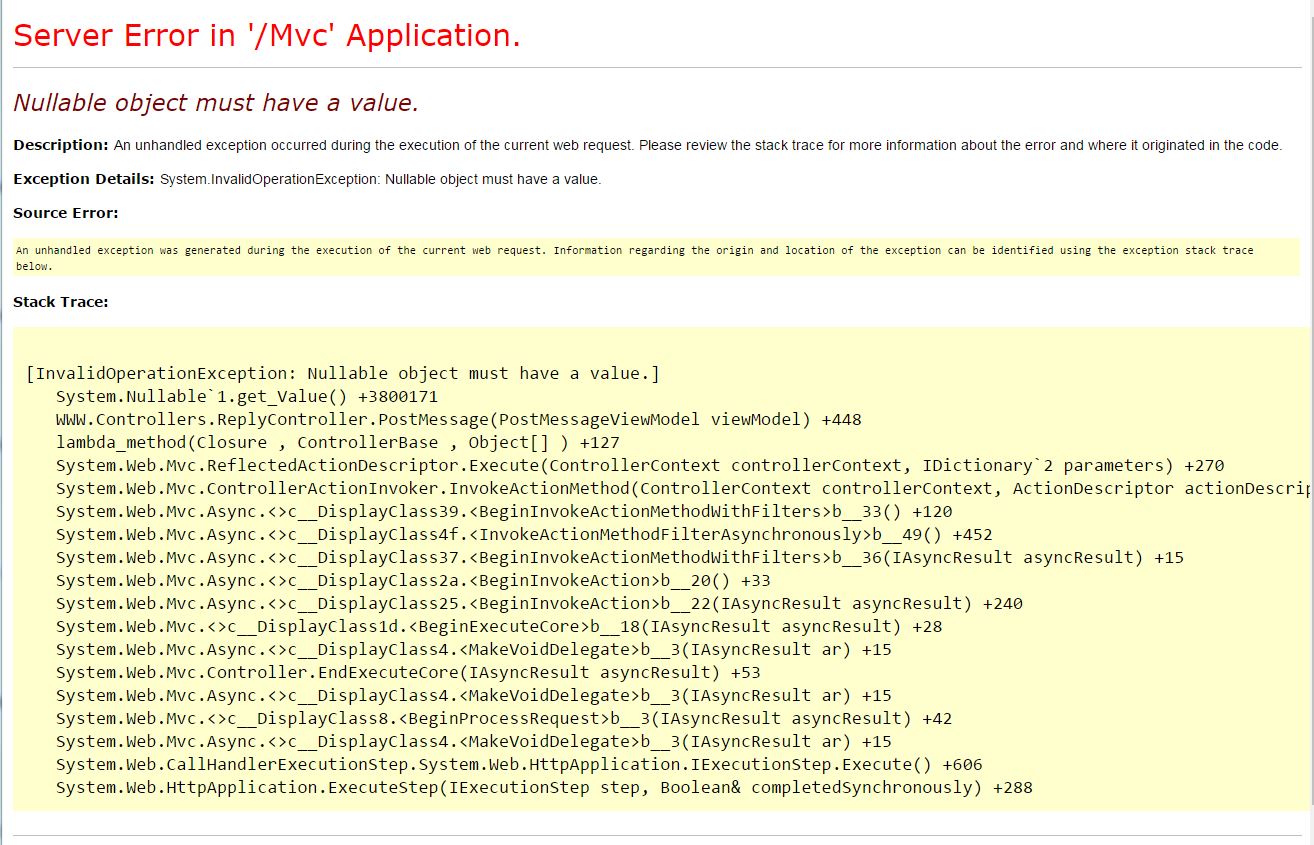 Server Error in '/Mvc' Application.
Nullable object must have a value.
Description: An unhandled exception occurred during the execution of the current web request. Please review the stack trace for more information about the error and where it originated in the code.
Exception Details: System.InvalidOperationException: Nullable object must have a value.
Source Error:
An unhandled exception was generated during the execution of the current web request. Information regarding the origin and location of the exception can be identified using the exception stack trace
below.
Stack Trace:
[InvalidOperationException: Nullable object must have a value.]
System.Nullable`1.get_Value() +3800171
WWW.Controllers.ReplyController.PostMessage(PostMessageViewModel viewModel) +448
lambda_method(Closure , ControllerBase , Object[] ) +127
System.Web.Mvc.ReflectedActionDescriptor.Execute(ControllerContext controllerContext, IDictionary`2 parameters) +270
System.Web.Mvc.ControllerActionInvoker.InvokeActionMethod(ControllerContext controllerContext, ActionDescriptor actionDescrip
System.Web.Mvc.Async.<>c__DisplayClass39.<BeginInvokeActionMethodWithFilters>b__33() +120
System.Web.Mvc.Async.<>c__DisplayClass4f.<InvokeActionMethodFilterAsynchronously>b__49() +452
System.Web.Mvc.Async.<>c__DisplayClass37.<BeginInvokeActionMethodWithFilters>b__36(IAsyncResult asyncResult) +15
System.Web.Mvc.Async.<>c__DisplayClass2a.<BeginInvokeAction>b__20() +33
System.Web.Mvc.Async.<>c__DisplayClass25.<BeginInvokeAction>b__22(IAsyncResult asyncResult) +240
System.Web.Mvc.<>c__DisplayClass1d.<BeginExecuteCore>b__18(IAsyncResult asyncResult) +28
System.Web.Mvc.Async.<>c__DisplayClass4.<MakeVoidDelegate>b__3(IAsyncResult ar) +15
System.Web.Mvc.Controller.EndExecuteCore(IAsyncResult asyncResult) +53
System.Web.Mvc.Async.<>c__DisplayClass4.<MakeVoidDelegate>b__3(IAsyncResult ar) +15
System.Web.Mvc.<>c__DisplayClass8.<BeginProcessRequest>b__3(IAsyncResult asyncResult) +42
System.Web.Mvc.Async.<>c__DisplayClass4.<MakeVoidDelegate>b__3(IAsyncResult ar) +15
System.Web.CallHandlerExecutionStep.System.Web.HttpApplication.IExecutionStep.Execute() +606
System.Web.HttpApplication.ExecuteStep(IExecutionStep step, Boolean& completedSynchronously) +288